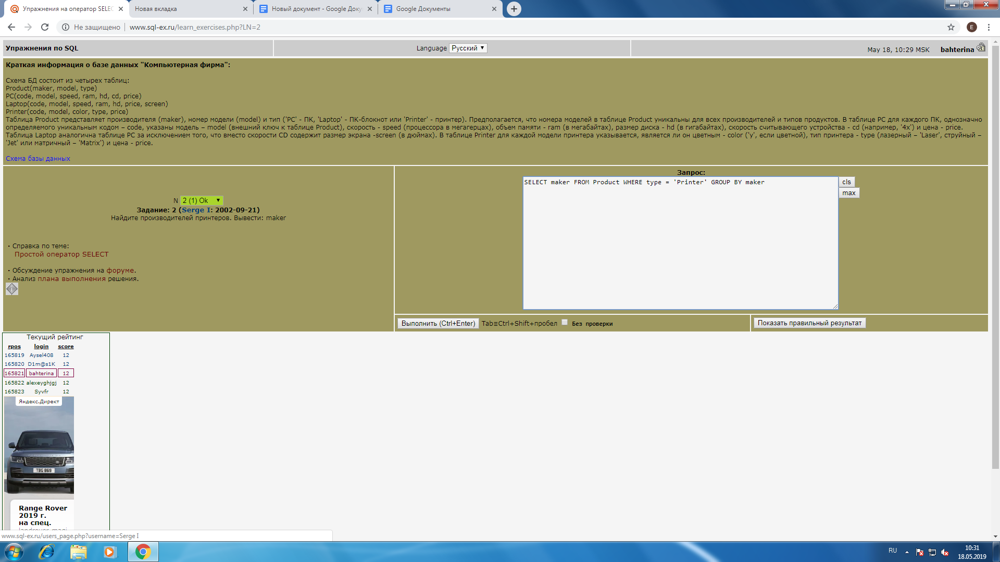 Упражнения на оператор SELEC
Новая вкладка
Новый документ - Google Доку
Google Документы
Не защищено
www.sql-ex.ru/learn_exercises.php?LN=2
E
Упражнения по SQL
Language Русский
May 18, 10:29 MSK bahterina
Краткая информация о базе данных "Компьютерная фирма":
Схема БД состоит из четырех таблиц:
Product(maker, model, type)
PC(code, model, speed, ram, hd, cd, price)
Laptop(code, model, speed, ram, hd, price, screen)
Printer(code, model, color, type, price)
Таблица Product представляет производителя (maker), номер модели (model) и тип ('PC' - ПК, 'Laptop' - ПК-блокнот или 'Printer' - принтер). Предполагается, что номера моделей в таблице Product уникальны для всех производителей и типов продуктов. В таблице PC для каждого ПК, однозначно
определяемого уникальным кодом – code, указаны модель – model (внешний ключ к таблице Product), скорость - speed (процессора в мегагерцах), объем памяти - ram (в мегабайтах), размер диска - hd (в гигабайтах), скорость считывающего устройства - cd (например, '4x') и цена - price.
Таблица Laptop аналогична таблице РС за исключением того, что вместо скорости CD содержит размер экрана -screen (в дюймах). В таблице Printer для каждой модели принтера указывается, является ли он цветным - color ('y', если цветной), тип принтера - type (лазерный – 'Laser', струйный –
'Jet' или матричный – 'Matrix') и цена - price.
Схема базы данных
N 2 (1) Ok
Задание: 2 (Serge I: 2002-09-21)
Найдите производителей принтеров. Вывести: maker
• Справка по теме:
Простой оператор SELECT
• Обсуждение упражнения на форуме.
• Анализ плана выполнения решения.
Запрос:
SELECT maker FROM Product WHERE type = 'Printer' GROUP BY maker
cls
max
Выполнить (Ctrl+Enter) Tab≡Ctrl+Shift+пробел Без проверки
Показать правильный результат
Текущий рейтинг
rpos login score
165819 Aysel408 12
165820 D1m@s1K 12
165821 bahterina 12
165822 alexeyghjgj 12
165823 Syvfr 12
Яндекс.Директ
TBG 869
Range Rover
2019 г.
на спец.
www.sql-ex.ru/users_page.php?username=Serge I
RU
10:31
18.05.2019